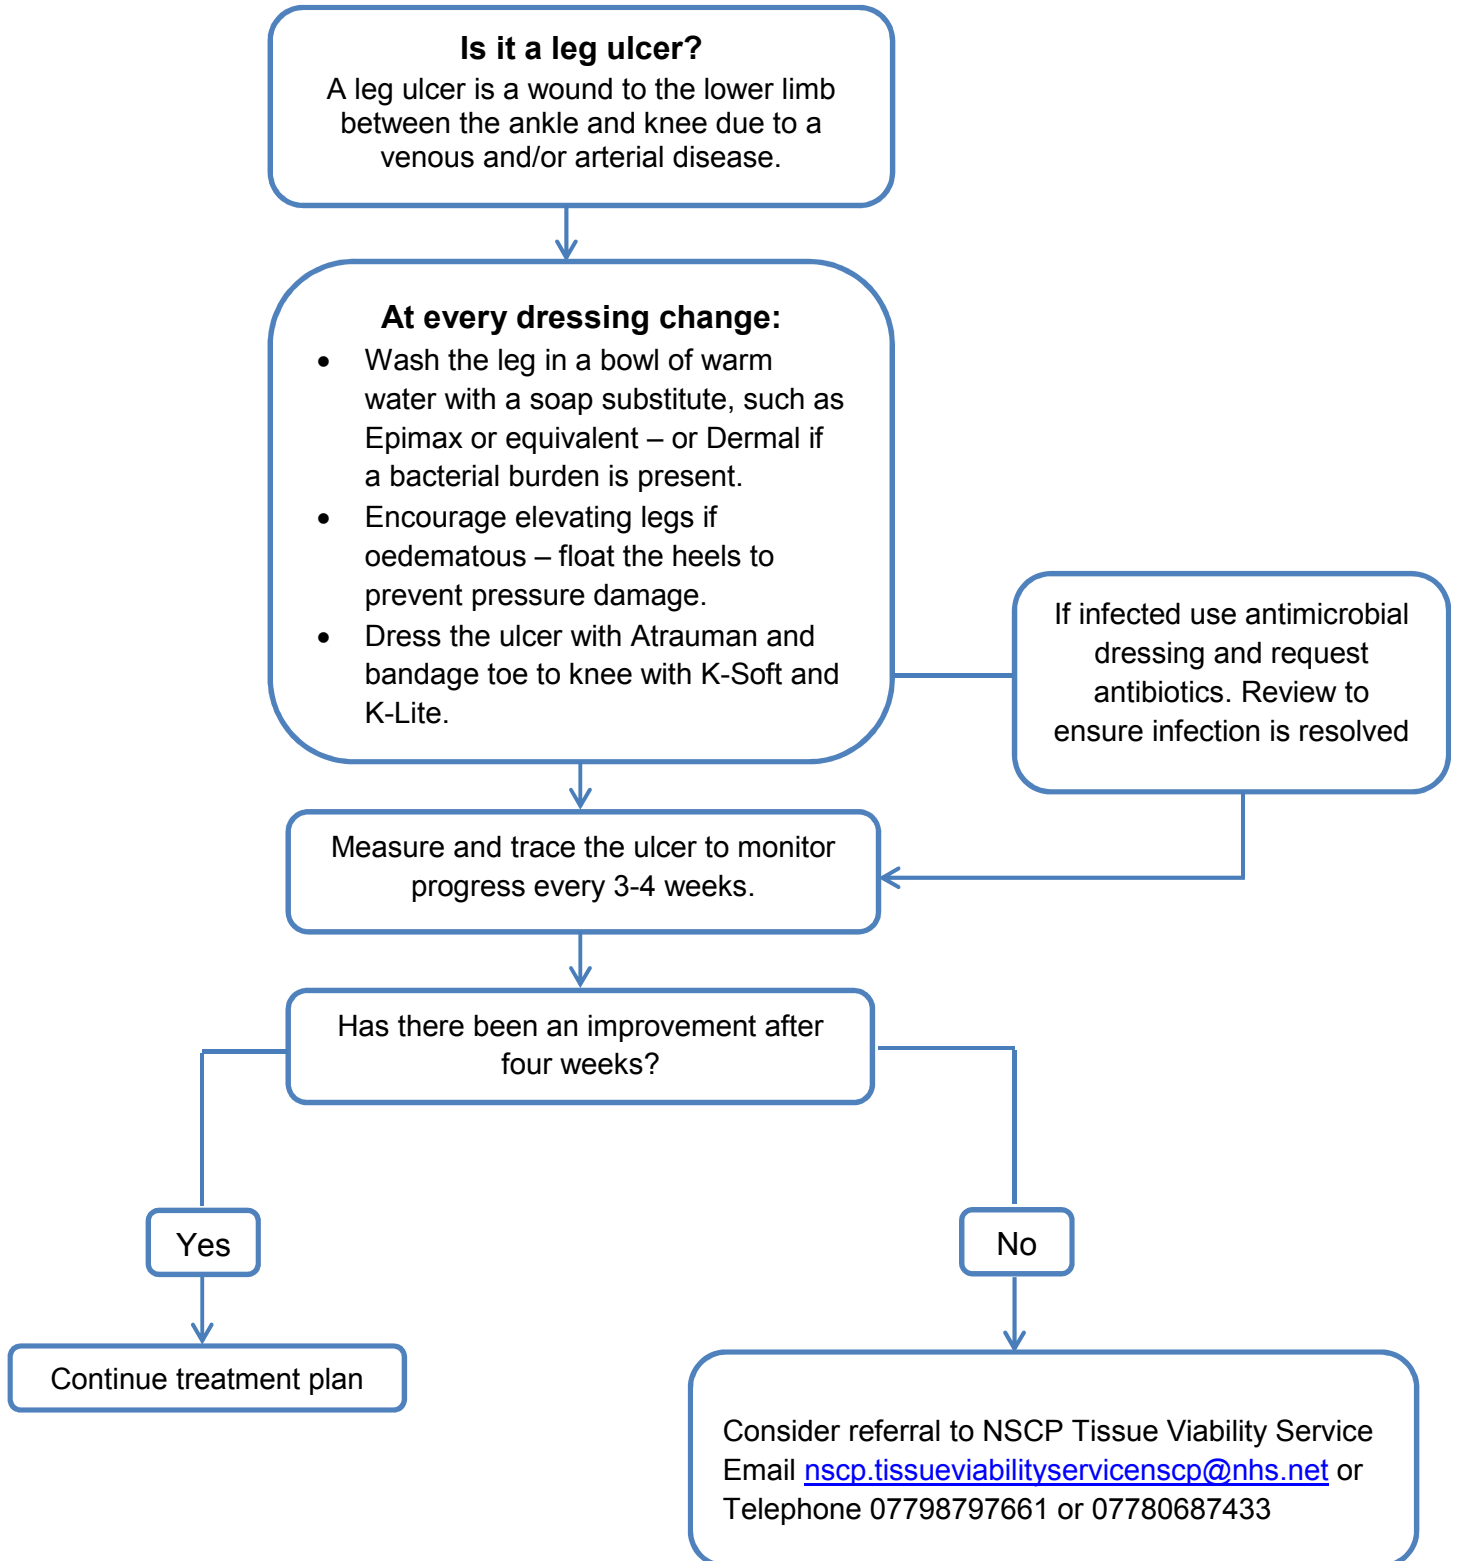 Is it a leg ulcer?
A leg ulcer is a wound to the lower limb
between the ankle and knee due to a
venous and/or arterial disease.
At every dressing change:
• Wash the leg in a bowl of warm
water with a soap substitute, such as
Epimax or equivalent – or Dermal if
a bacterial burden is present.
• Encourage elevating legs if
oedematous – float the heels to
prevent pressure damage.
• Dress the ulcer with Atrauman and
bandage toe to knee with K-Soft and
K-Lite.
If infected use antimicrobial
dressing and request
antibiotics. Review to
ensure infection is resolved
Measure and trace the ulcer to monitor
progress every 3-4 weeks.
Has there been an improvement after
four weeks?
Yes
No
Continue treatment plan
Consider referral to NSCP Tissue Viability Service
Email nscp.tissueviabilityservicenscp@nhs.net or
Telephone 07798797661 or 07780687433